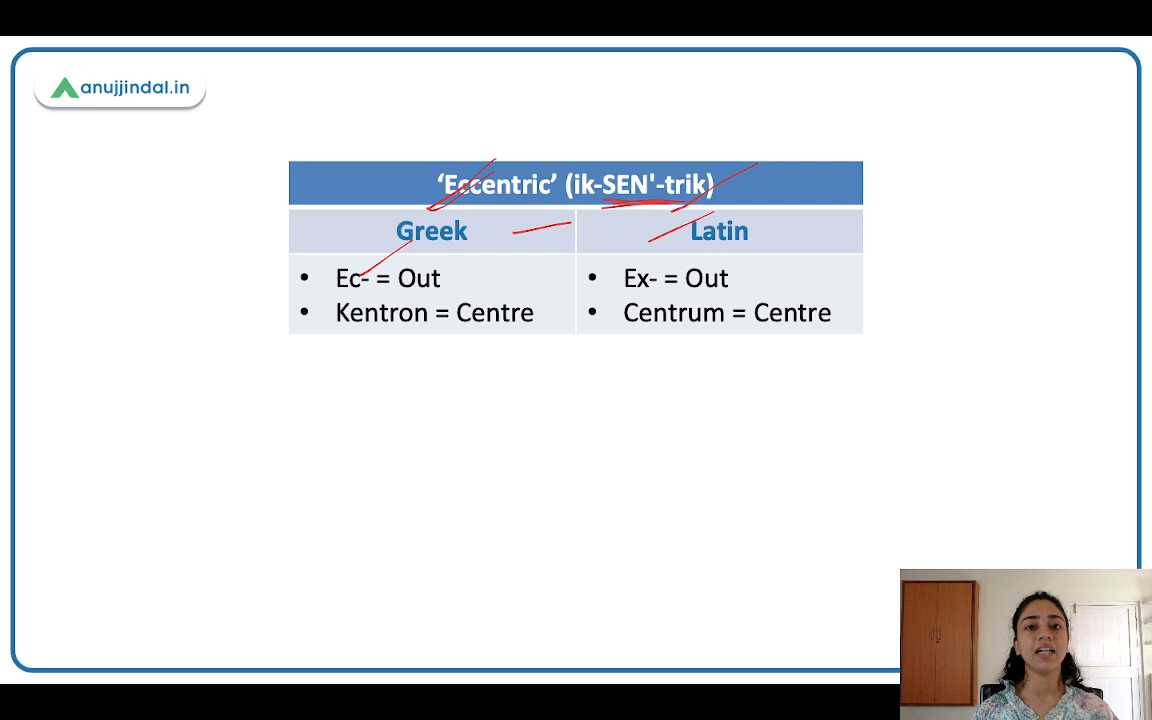 anujjindal.in
‘Eccentric’ (ik-SEN'-trik)
Greek
Latin
• Ec- = Out
• Kentron = Centre
• Ex- = Out
• Centrum = Centre